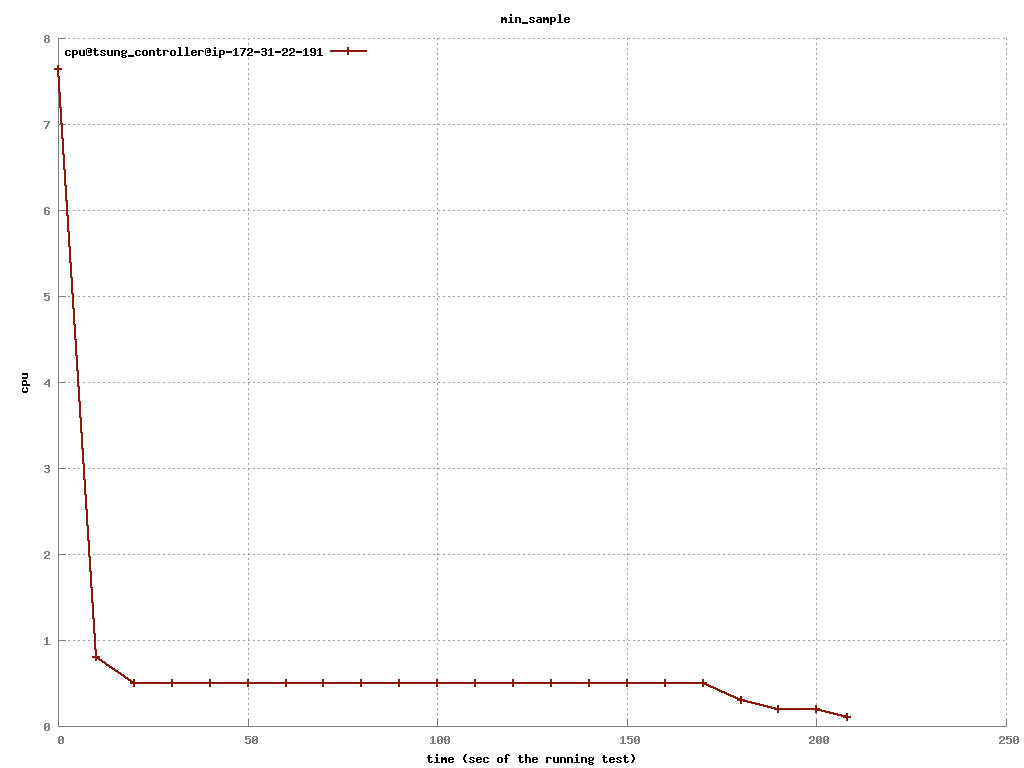 min_sample
8
cpu@tsung_controller@ip-172-31-22-191
7
6
5
cpu
4
3
2
1
0
0 50 100 150 200 250
time (sec of the running test)